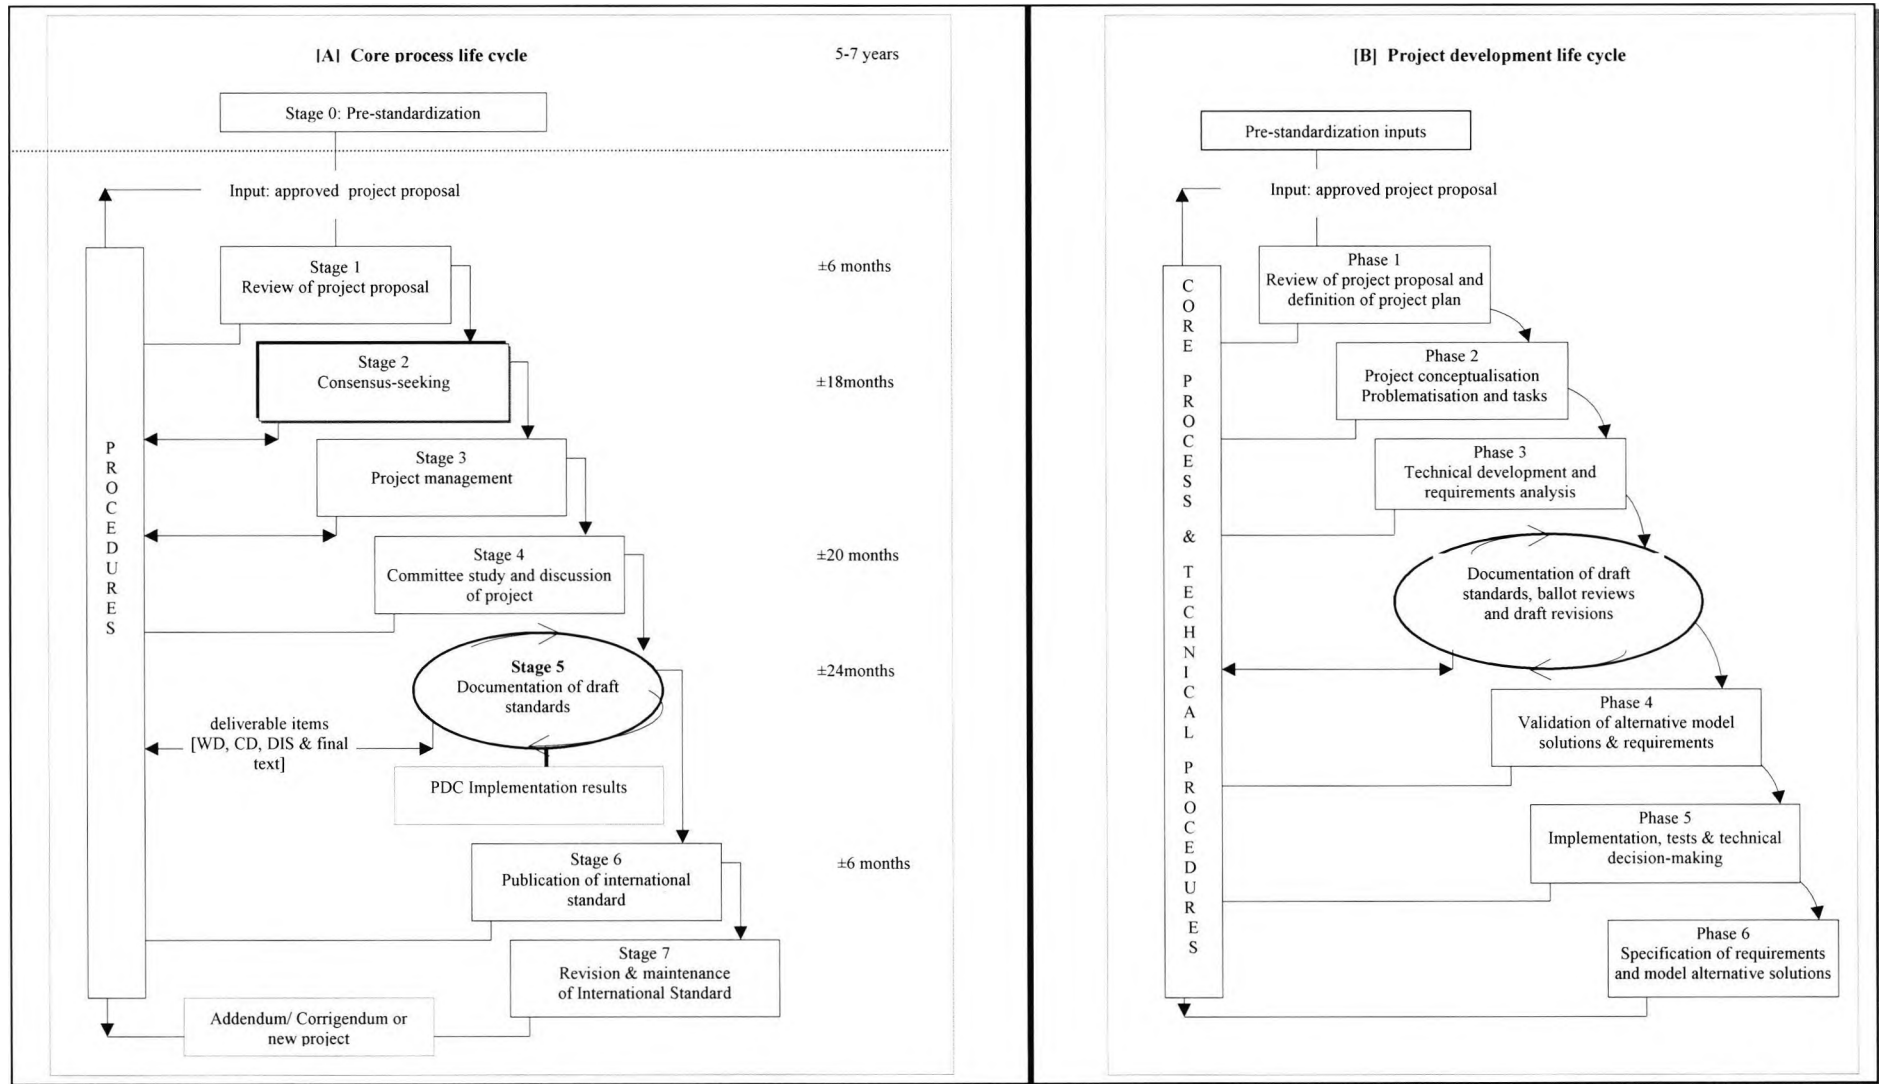 [A] Core process life cycle
5-7 years
Stage 0: Pre-standardization
Input: approved project proposal
Stage 1
Review of project proposal
±6 months
Stage 2
Consensus-seeking
±18months
Stage 3
Project management
Stage 4
Committee study and discussion
of project
±20 months
Stage 5
Documentation of draft
standards
±24months
deliverable items
[WD, CD, DIS & final
text]
PDC Implementation results
Stage 6
Publication of international
standard
±6 months
Stage 7
Revision & maintenance
of International Standard
Addendum/ Corrigendum or
new project
PROCEDURES
[B] Project development life cycle
Pre-standardization inputs
Input: approved project proposal
Phase 1
Review of project proposal and
definition of project plan
Phase 2
Project conceptualisation
Problematisation and tasks
Phase 3
Technical development and
requirements analysis
Documentation of draft
standards, ballot reviews
and draft revisions
Phase 4
Validation of alternative model
solutions & requirements
Phase 5
Implementation, tests & technical
decision-making
Phase 6
Specification of requirements
and model alternative solutions
CORE PROCESS & TECHNICAL PROCEDURES